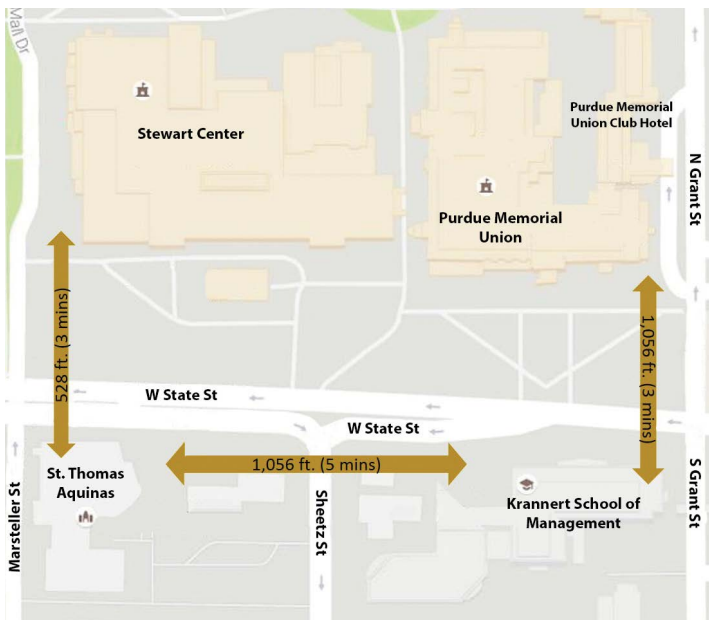 Mall Dr
Stewart Center
Purdue Memorial
Union Club Hotel
N Grant St
Purdue Memorial
Union
528 ft. (3 mins)
1,056 ft. (3 mins)
W State St
W State St
1,056 ft. (5 mins)
St. Thomas
Aquinas
Krannert School of
Management
Marsteller St
Sheetz St
S Grant St